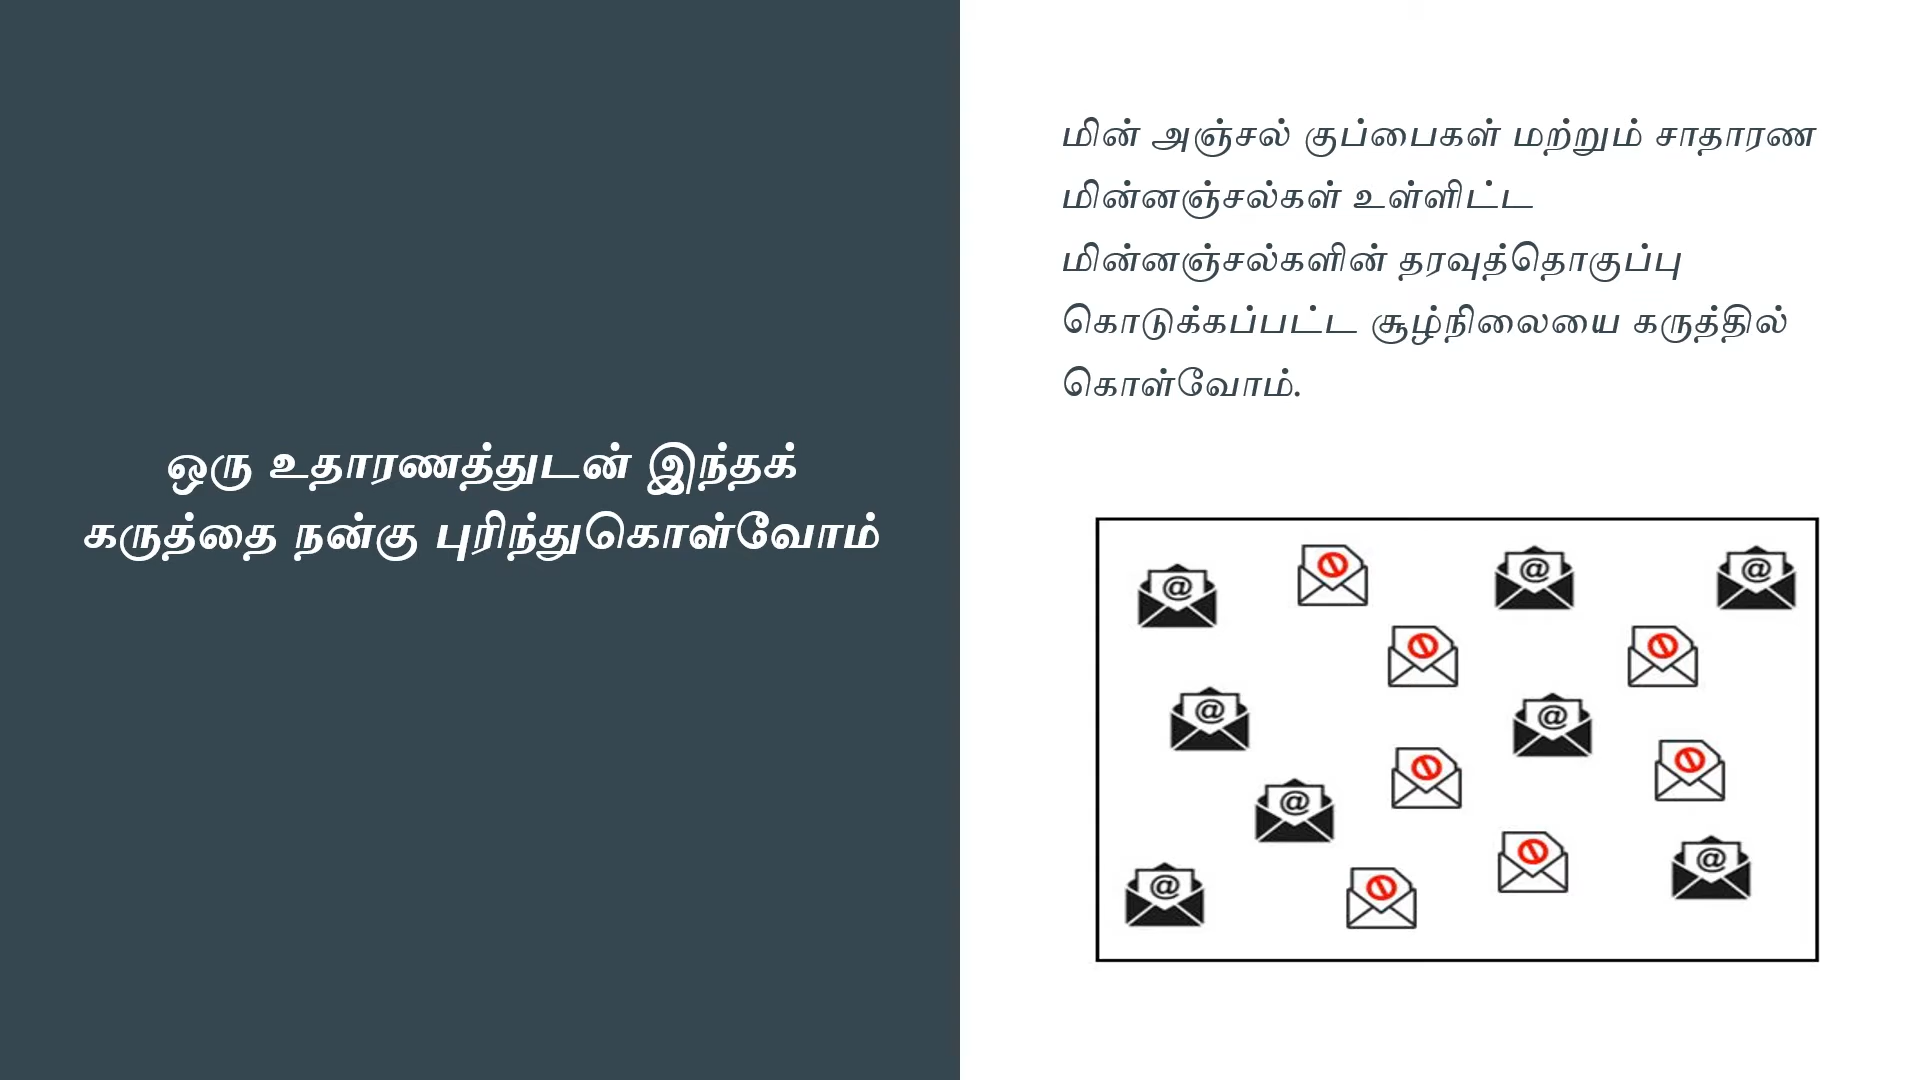 ஒரு உதாரணத்துடன் இந்தக்
கருத்தை நன்கு புரிந்துகொள்வோம்
மின் அஞ்சல் குப்பைகள் மற்றும் சாதாரண
மின்னஞ்சல்கள் உள்ளிட்ட
மின்னஞ்சல்களின் தரவுத்தொகுப்பு
கொடுக்கப்பட்ட சூழ்நிலையை கருத்தில்
கொள்வோம்.